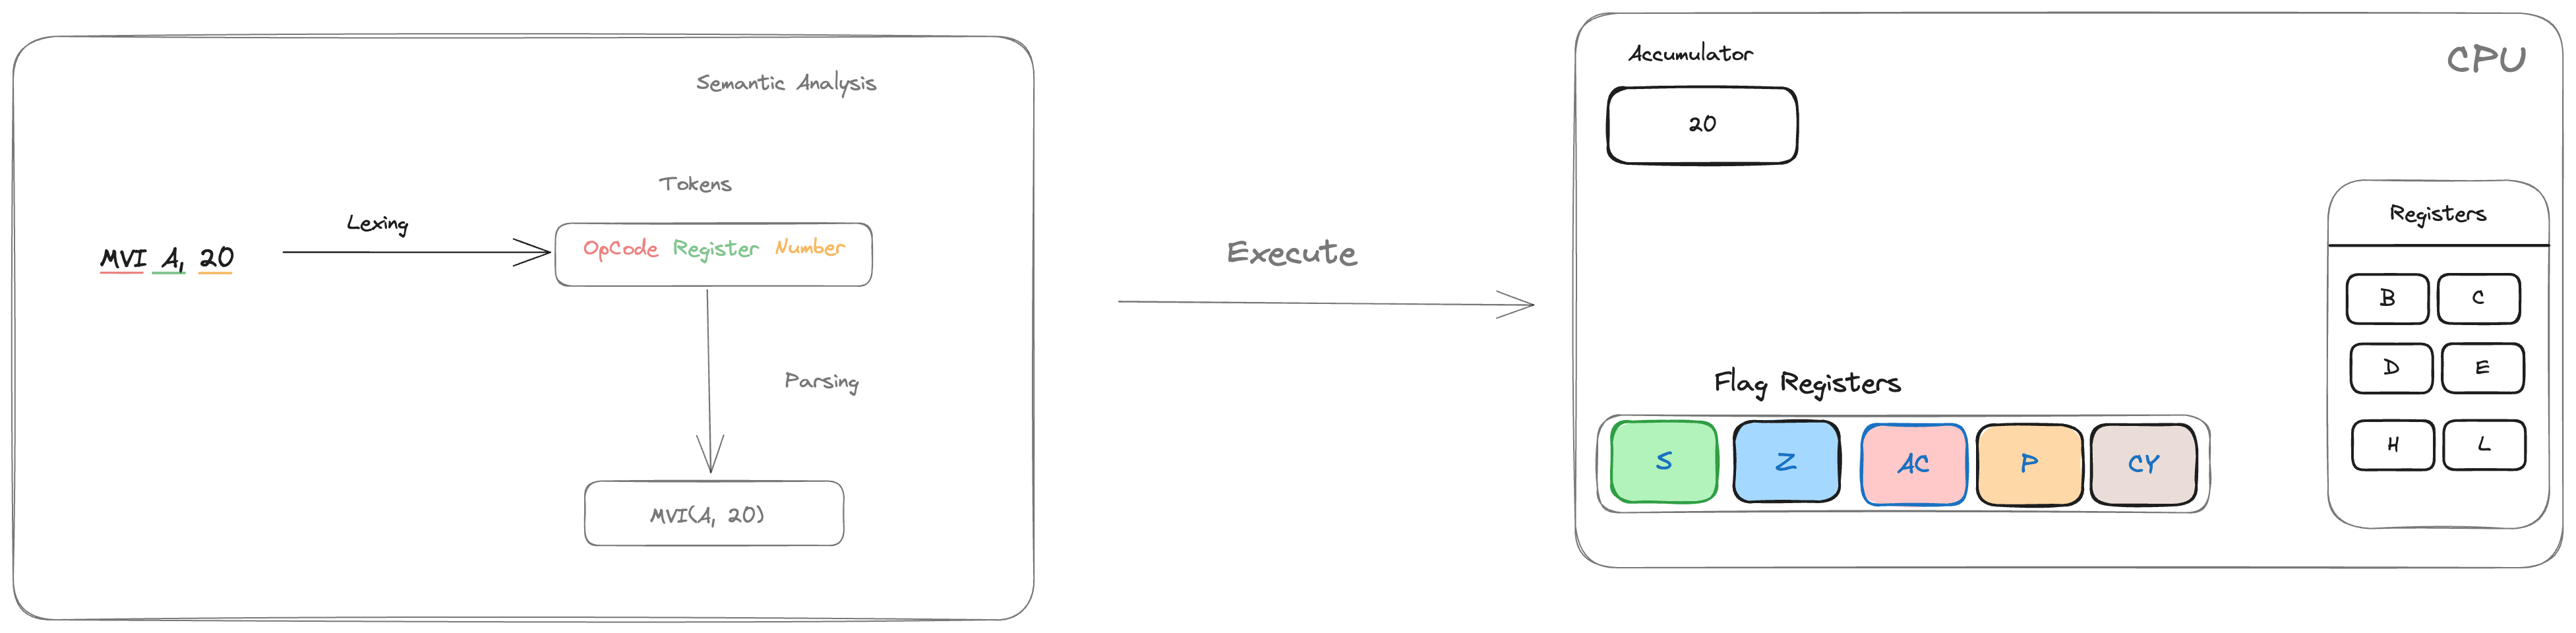 Semantic Analysis
Tokens
Lexing
MVI A, 20
OpCode Register Number
Parsing
MVI(A, 20)
Execute
CPU
Accumulator
20
Registers
B C
D E
H L
Flag Registers
S Z AC P CY